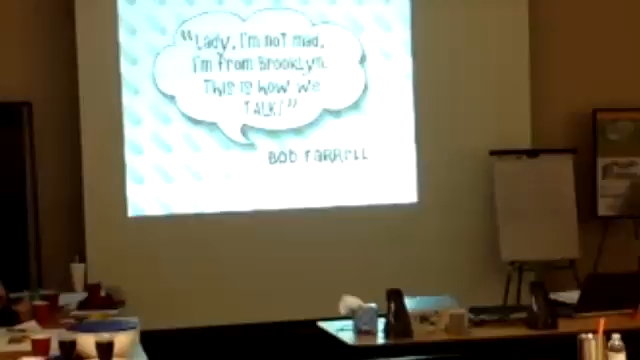 "Lady, I'm not mad,
I'm from Brooklyn.
This is how we
TALK!"
BOB FARRELL